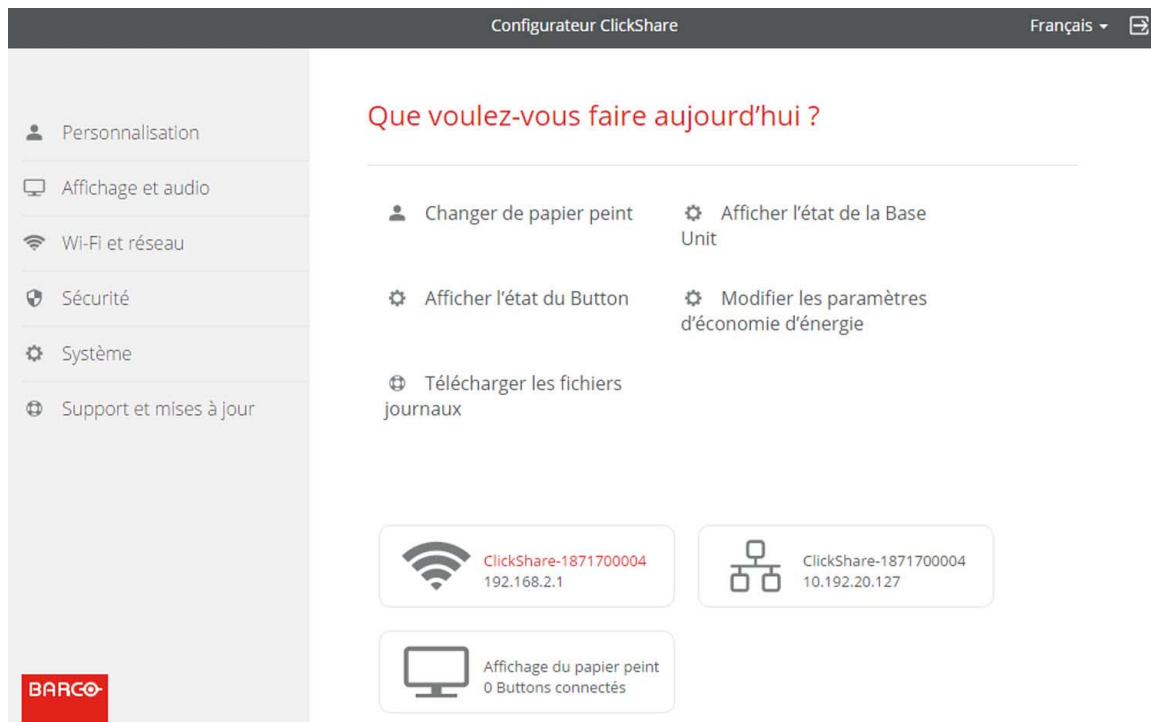 Configurateur ClickShare
Français
Personnalisation
Affichage et audio
Wi-Fi et réseau
Sécurité
Système
Support et mises à jour
Que voulez-vous faire aujourd’hui ?
Changer de papier peint
Afficher l’état de la Base
Unit
Afficher l’état du Button
Modifier les paramètres
d’économie d’énergie
Télécharger les fichiers
journaux
ClickShare-1871700004
192.168.2.1
ClickShare-1871700004
10.192.20.127
Affichage du papier peint
0 Buttons connectés
BARCO